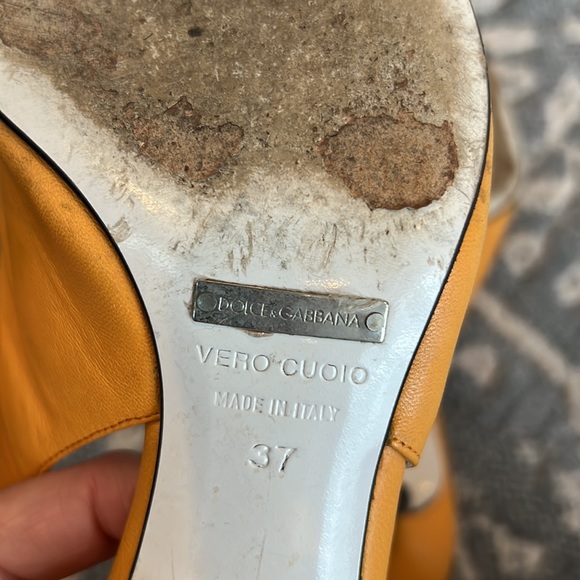 DOLCE&GABBANA
VERO CUOIO
MADE IN ITALY
37